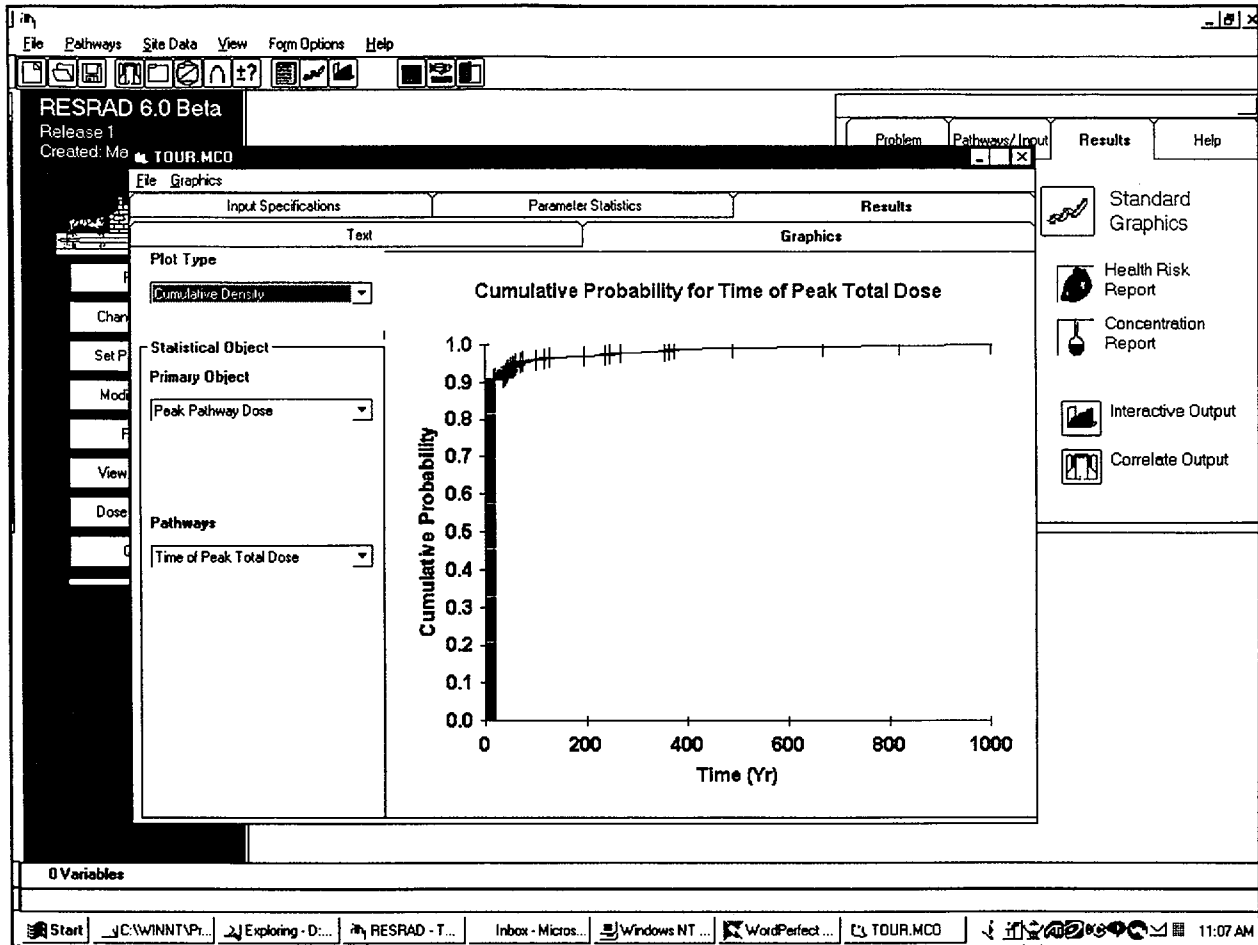 File Pathways Site Data View Form Options Help
±?
RESRAD 6.0 Beta
Release 1
Created: Ma
Problem Pathways/Input Results Help
TOUR.MCO
File Graphics
Input Specifications Parameter Statistics Results
Text Graphics
Plot Type
Cumulative Density
Statistical Object
Primary Object
Peak Pathway Dose
Pathways
Time of Peak Total Dose
Chan
Set P
Modi
View
Dose
Cumulative Probability for Time of Peak Total Dose
Cumulative Probability
1.0
0.9
0.8
0.7
0.6
0.5
0.4
0.3
0.2
0.1
0.0
0 200 400 600 800 1000
Time (Yr)
Standard
Graphics
Health Risk
Report
Concentration
Report
Interactive Output
Correlate Output
0 Variables
Start C:\WINNT\Pr... Exploring - D:... RESRAD - T... Inbox - Micros... Windows NT ... WordPerfect ... TOUR.MCO 11:07 AM